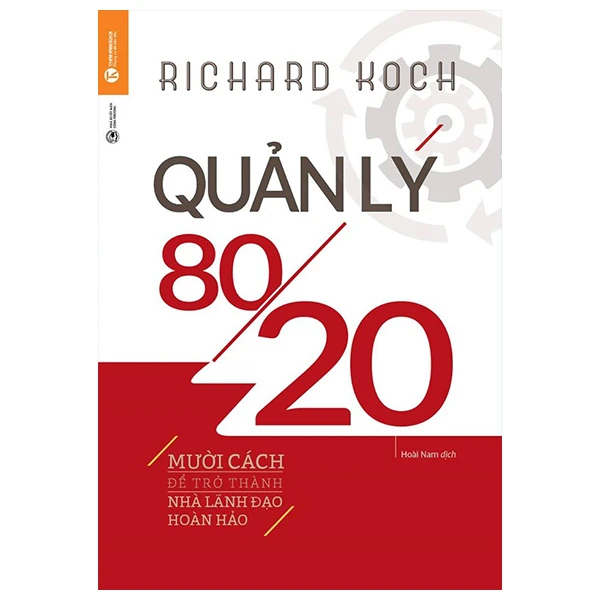 RICHARD KOCH
QUẢN LÝ
80/20
Hoài Nam dịch
MƯỜI CÁCH
ĐỂ TRỞ THÀNH
NHÀ LÃNH ĐẠO
HOÀN HẢO